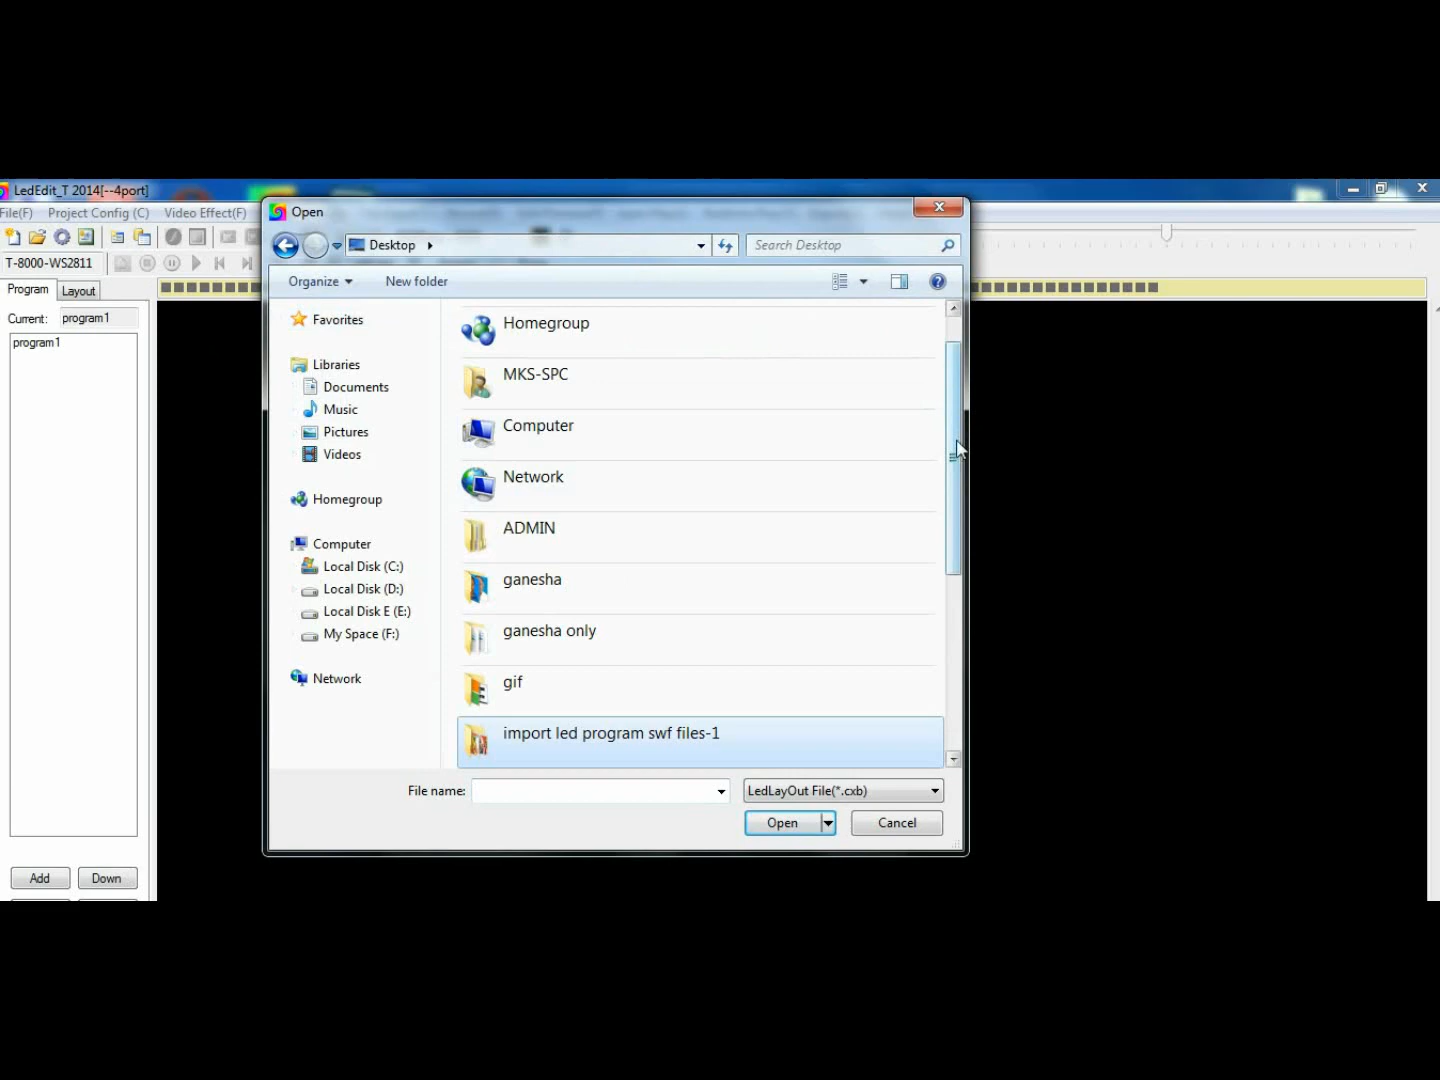 LedEdit_T 2014[--4port]
File(F) Project Config (C) Video Effect(F)
T-8000-WS2811
Program Layout
Current: program1
program1
Add Down
Open
Desktop
Search Desktop
Organize New folder
Favorites
Libraries
Documents
Music
Pictures
Videos
Homegroup
Computer
Local Disk (C:)
Local Disk (D:)
Local Disk E (E:)
My Space (F:)
Network
Homegroup
MKS-SPC
Computer
Network
ADMIN
ganesha
ganesha only
gif
import led program swf files-1
File name: LedLayOut File(*.cxb)
Open Cancel